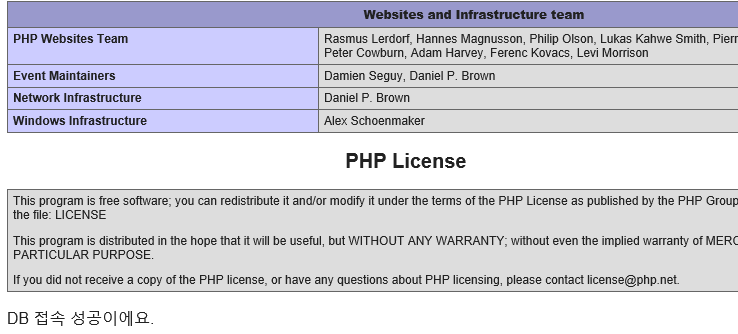 Websites and Infrastructure team
PHP Websites Team Rasmus Lerdorf, Hannes Magnusson, Philip Olson, Lukas Kahwe Smith, Pierr
Peter Cowburn, Adam Harvey, Ferenc Kovacs, Levi Morrison
Event Maintainers Damien Seguy, Daniel P. Brown
Network Infrastructure Daniel P. Brown
Windows Infrastructure Alex Schoenmaker
PHP License
This program is free software; you can redistribute it and/or modify it under the terms of the PHP License as published by the PHP Group
the file: LICENSE
This program is distributed in the hope that it will be useful, but WITHOUT ANY WARRANTY; without even the implied warranty of MERC
PARTICULAR PURPOSE.
If you did not receive a copy of the PHP license, or have any questions about PHP licensing, please contact license@php.net.
DB 접속 성공이에요.